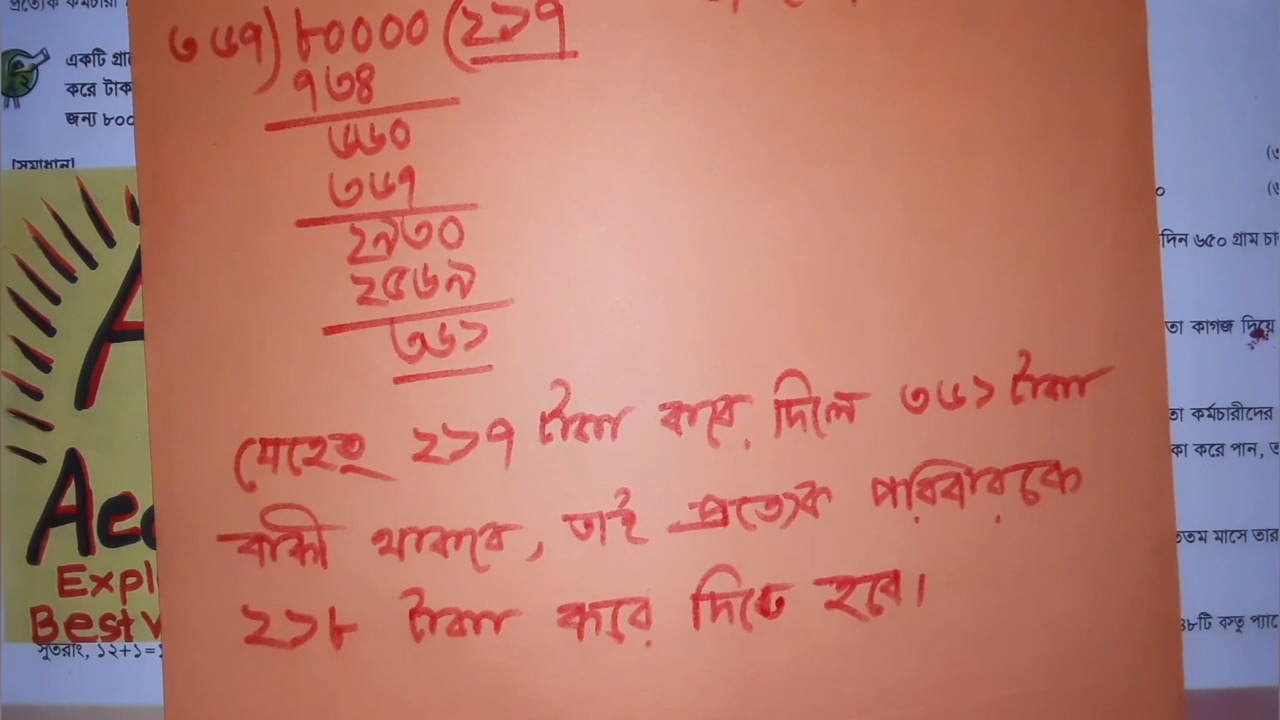 প্রত্যেক কর্মচারী
একটি গ্রা
করে টাক
জন্য ৮০০
[সমাধান]
৩৬৭)৮০০০০(২১৭
৭৩৪
৬৬০
৩৬৭
২৯৩০
২৫৬৯
৩৬১
যেহেতু ২১৭ টাকা করে দিলে ৩৬১ টাকা
বাকী থাকবে, তাই প্রত্যেক পরিবারকে
২১৮ টাকা করে দিতে হবে।
A
Acc
Expl
Best
সুতরাং, ১২+১=
দিন ৬৫০ গ্রাম চা
তা কাগজ দিয়ে
তা কর্মচারীদের
কা করে পান,
তম মাসে তার
৪৮টি বস্তু প্যাকে